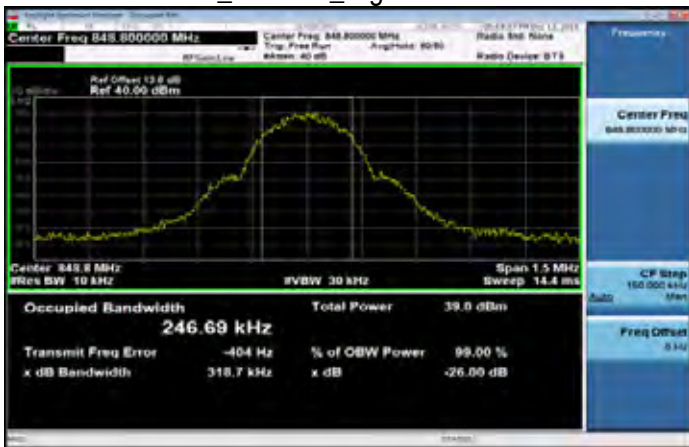 Center Freq 848.800000 MHz
Center Freq: 848.800000 MHz
Radio Std: None
Trig: Free Run
Avg|Hold: 80/80
#Atten: 40 dB
Radio Device: BTS
Ref Offset 13.8 dB
Ref 40.00 dBm
Center 848.8 MHz
Span 1.5 MHz
#Res BW 10 kHz
#VBW 30 kHz
Sweep 14.4 ms
Occupied Bandwidth
Total Power 39.0 dBm
246.69 kHz
Transmit Freq Error -404 Hz
% of OBW Power 99.00 %
x dB Bandwidth 318.7 kHz
x dB -26.00 dB
Frequency
Center Freq
848.800000 MHz
CF Step
150.000 kHz
Auto Man
Freq Offset
0 Hz